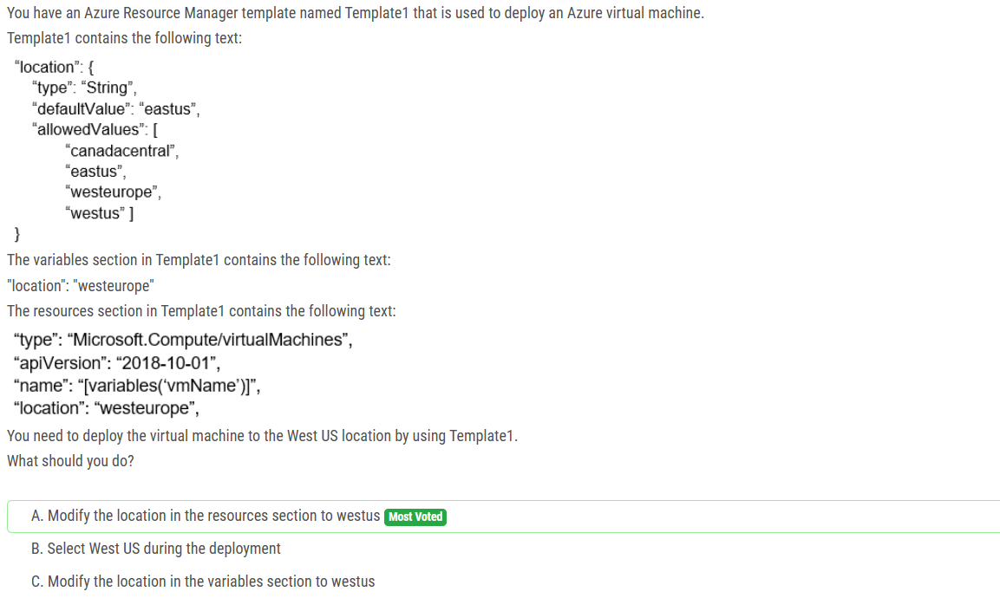 You have an Azure Resource Manager template named Template1 that is used to deploy an Azure virtual machine.
Template1 contains the following text:
“location”: {
“type”: “String”,
“defaultValue”: “eastus”,
“allowedValues”: [
“canadacentral”,
“eastus”,
“westeurope”,
“westus” ]
}
The variables section in Template1 contains the following text:
"location": "westeurope"
The resources section in Template1 contains the following text:
“type”: “Microsoft.Compute/virtualMachines”,
“apiVersion”: “2018-10-01”,
“name”: “[variables(‘vmName’)]”,
“location”: “westeurope”,
You need to deploy the virtual machine to the West US location by using Template1.
What should you do?
A. Modify the location in the resources section to westus Most Voted
B. Select West US during the deployment
C. Modify the location in the variables section to westus